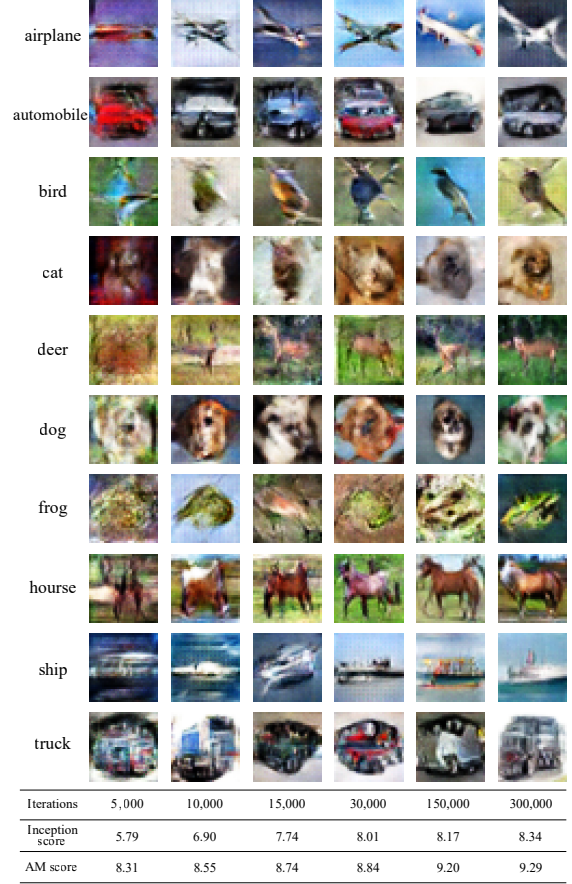 airplane
automobile
bird
cat
deer
dog
frog
hourse
ship
truck
Iterations 5,000 10,000 15,000 30,000 150,000 300,000
Inception
score 5.79 6.90 7.74 8.01 8.17 8.34
AM score 8.31 8.55 8.74 8.84 9.20 9.29